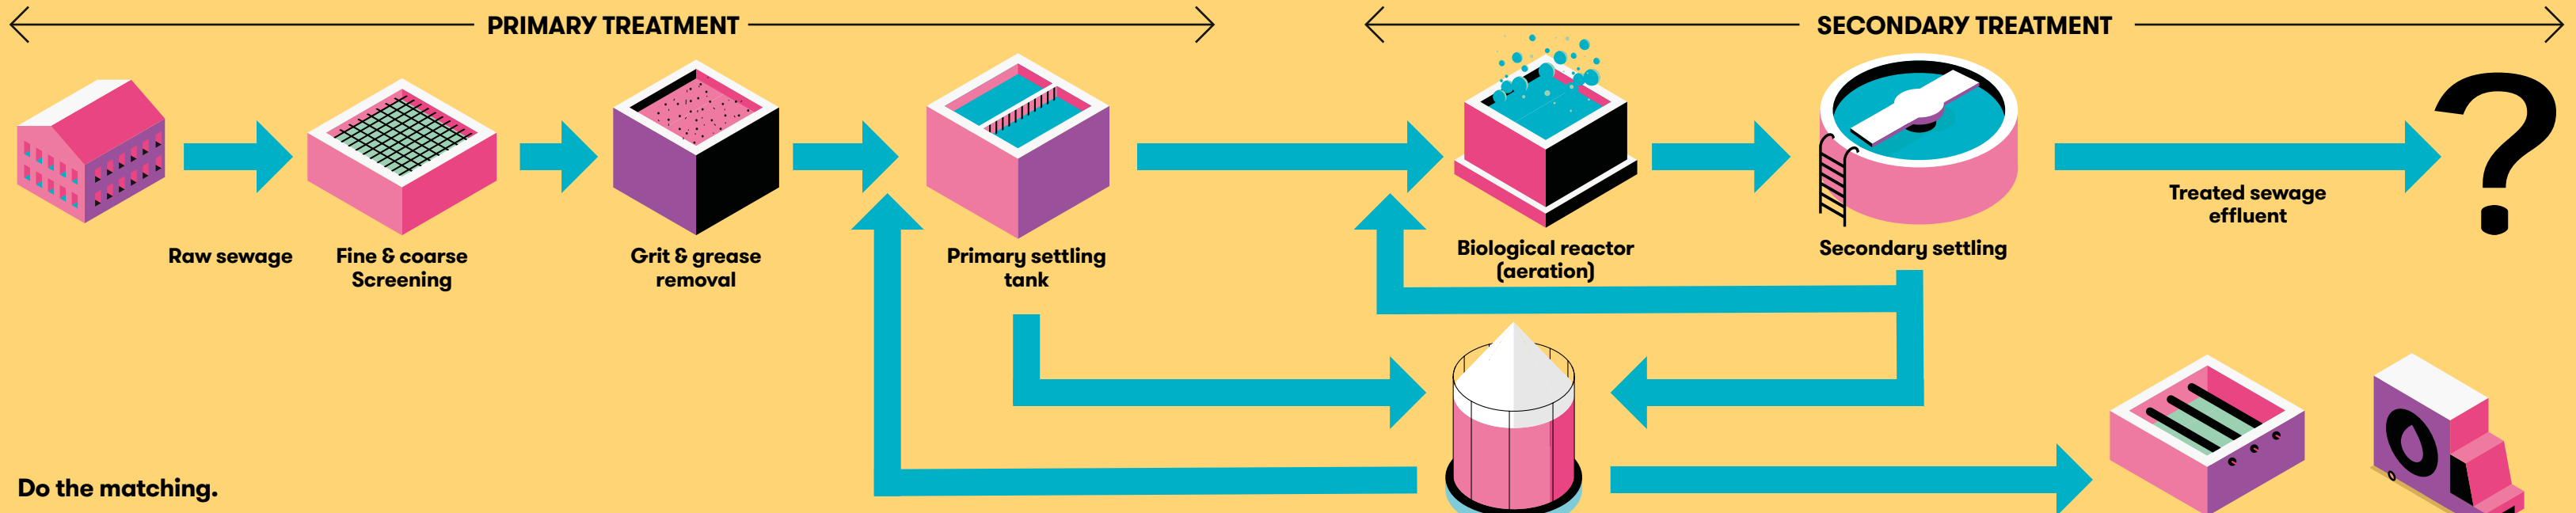 PRIMARY TREATMENT
SECONDARY TREATMENT
Raw sewage
Fine & coarse
Screening
Grit & grease
removal
Primary settling
tank
Biological reactor
(aeration)
Secondary settling
Treated sewage
effluent
?
Do the matching.